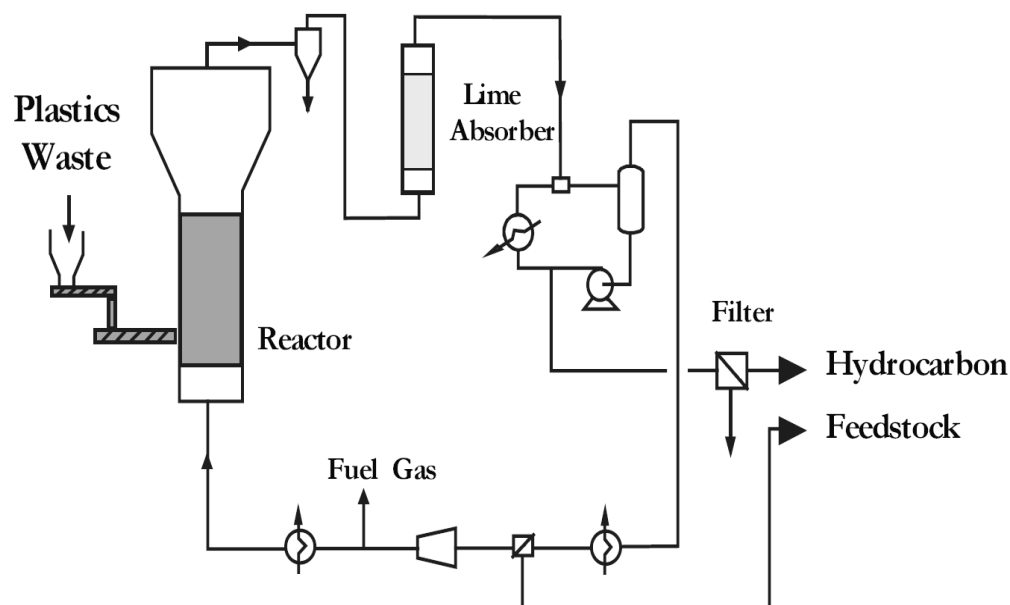 Plastics
Waste
Lime
Absorber
Reactor
Filter
Hydrocarbon
Feedstock
Fuel Gas